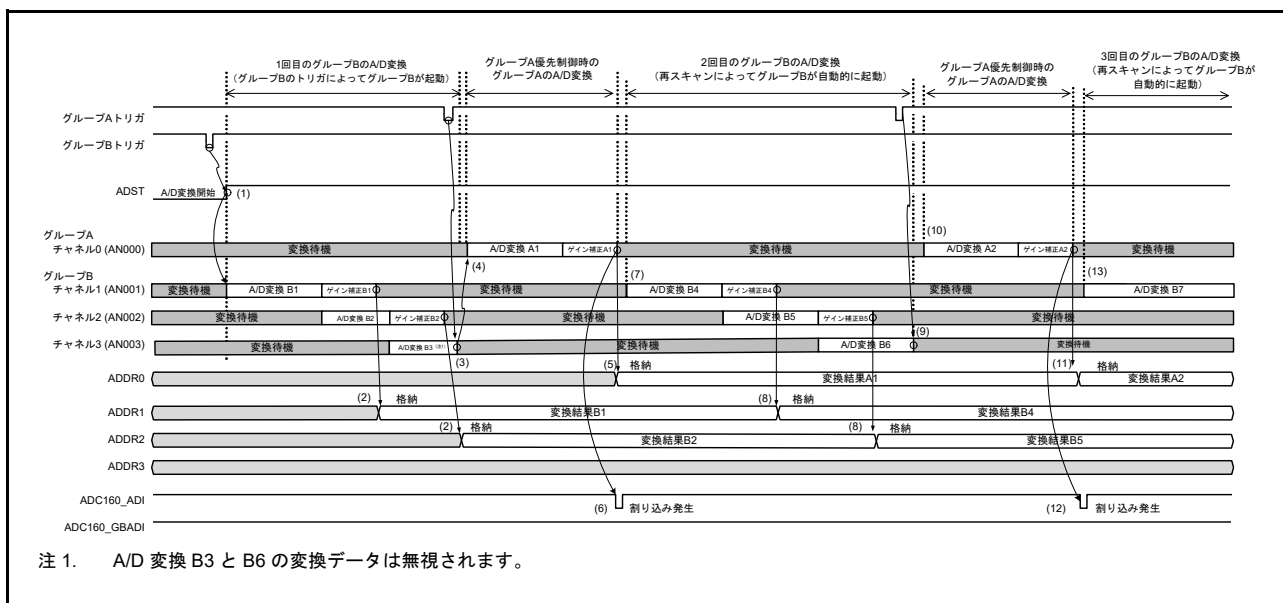 1回目のグループBのA/D変換
(グループBのトリガによってグループBが起動)
グループA優先制御時の
グループAのA/D変換
2回目のグループBのA/D変換
(再スキャンによってグループBが自動的に起動)
グループA優先制御時の
グループAのA/D変換
3回目のグループBのA/D変換
(再スキャンによってグループBが
自動的に起動)
グループAトリガ
グループBトリガ
ADST A/D変換開始 (1)
グループA
チャネル0 (AN000) 変換待機 A/D変換 A1 ゲイン補正A1 変換待機 (10) A/D変換 A2 ゲイン補正A2 変換待機
(4) (7) (13)
グループB
チャネル1 (AN001) 変換待機 A/D変換 B1 ゲイン補正B1 変換待機 A/D変換 B4 ゲイン補正B4 変換待機 A/D変換 B7
チャネル2 (AN002) 変換待機 A/D変換 B2 ゲイン補正B2 変換待機 A/D変換 B5 ゲイン補正B5 変換待機
(9)
チャネル3 (AN003) 変換待機 A/D変換 B3 (注1) 変換待機 A/D変換 B6 変換待機
(3)
ADDR0 (5) 格納 変換結果A1 (11) 格納 変換結果A2
ADDR1 (2) 格納 変換結果B1 (8) 格納 変換結果B4
ADDR2 (2) 格納 変換結果B2 (8) 格納 変換結果B5
ADDR3
ADC160_ADI (6) 割り込み発生 (12) 割り込み発生
ADC160_GBADI
注 1. A/D 変換 B3 と B6 の変換データは無視されます。